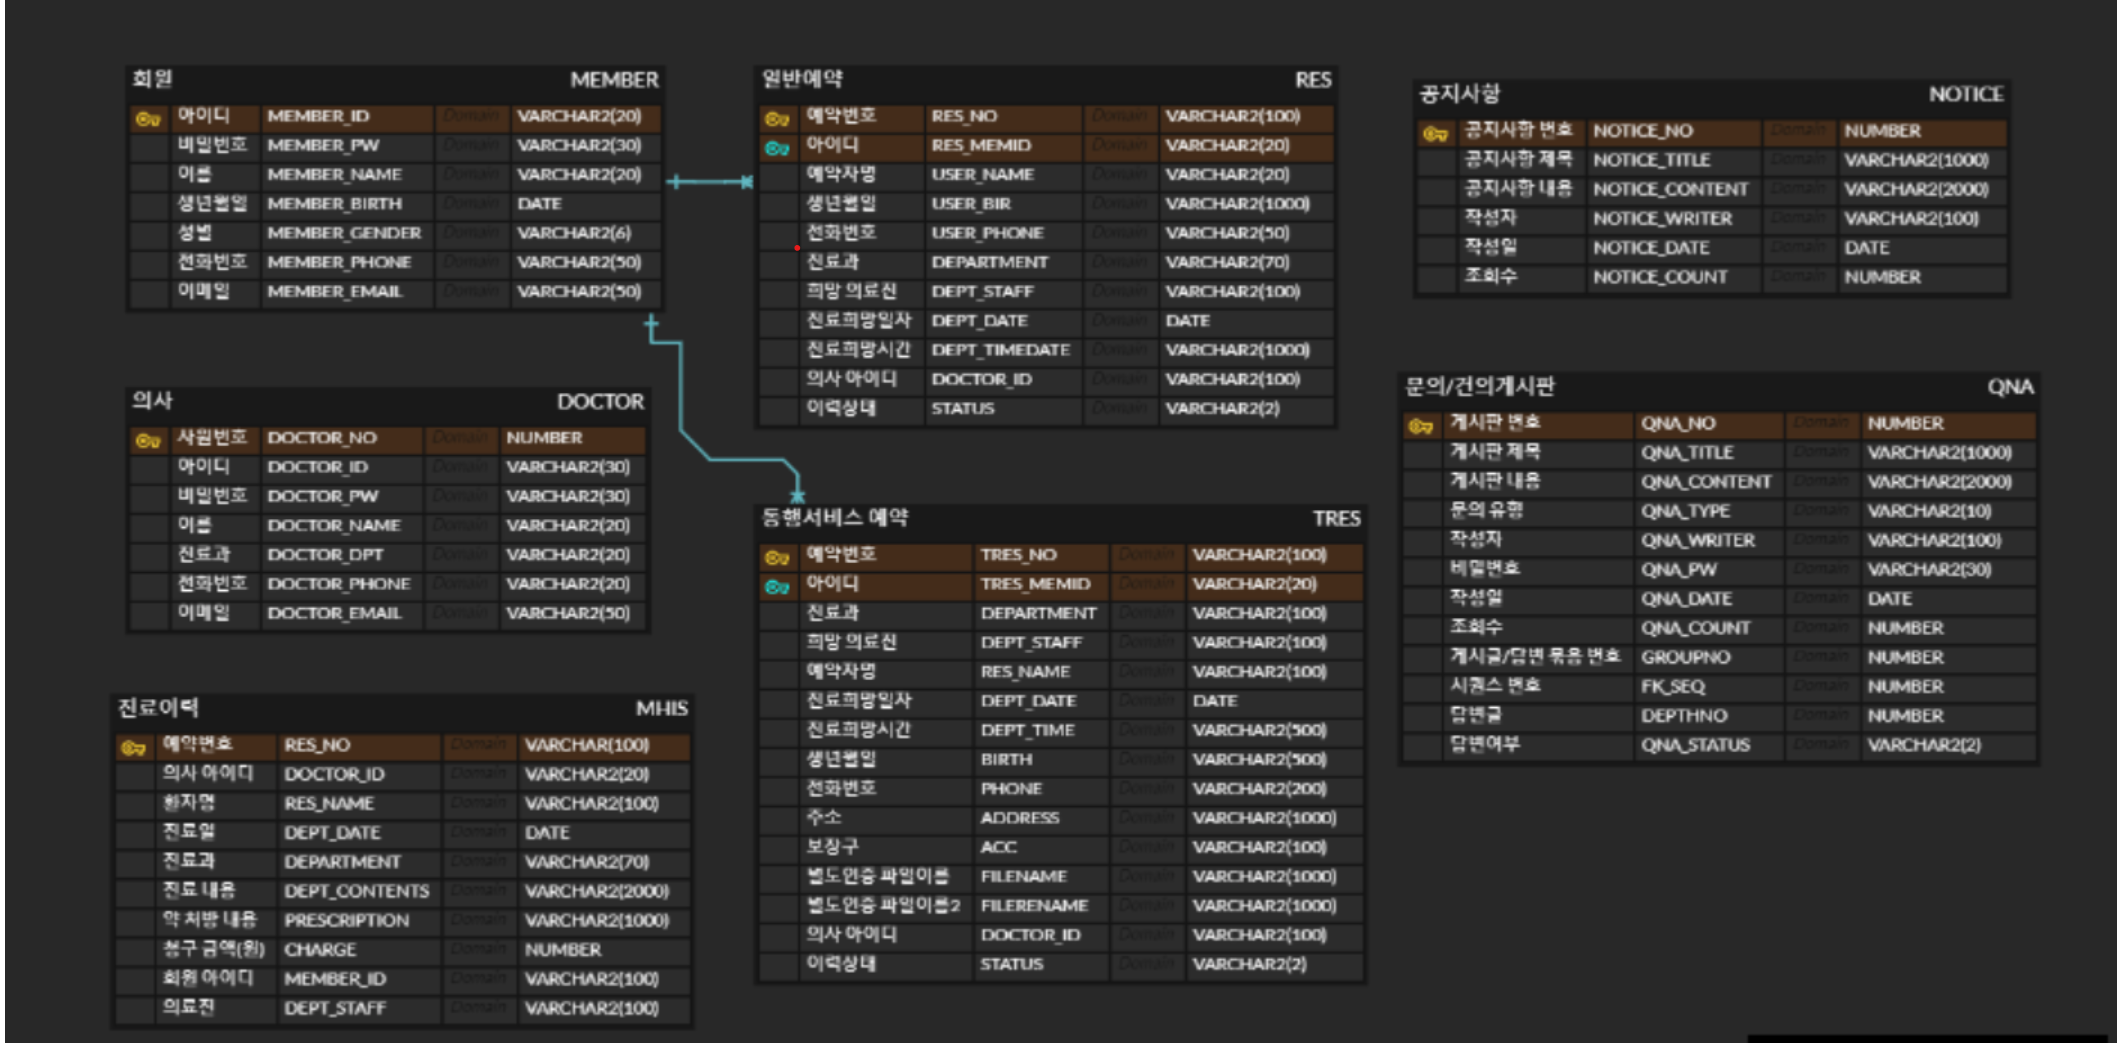 회원 MEMBER
아이디 MEMBER_ID Domain VARCHAR2(20)
비밀번호 MEMBER_PW Domain VARCHAR2(30)
이름 MEMBER_NAME Domain VARCHAR2(20)
생년월일 MEMBER_BIRTH Domain DATE
성별 MEMBER_GENDER Domain VARCHAR2(6)
전화번호 MEMBER_PHONE Domain VARCHAR2(50)
이메일 MEMBER_EMAIL Domain VARCHAR2(50)
의사 DOCTOR
사원번호 DOCTOR_NO Domain NUMBER
아이디 DOCTOR_ID Domain VARCHAR2(30)
비밀번호 DOCTOR_PW Domain VARCHAR2(30)
이름 DOCTOR_NAME Domain VARCHAR2(20)
진료과 DOCTOR_DPT Domain VARCHAR2(20)
전화번호 DOCTOR_PHONE Domain VARCHAR2(20)
이메일 DOCTOR_EMAIL Domain VARCHAR2(50)
진료이력 MHIS
예약번호 RES_NO Domain VARCHAR(100)
의사 아이디 DOCTOR_ID Domain VARCHAR2(20)
환자명 RES_NAME Domain VARCHAR2(100)
진료일 DEPT_DATE Domain DATE
진료과 DEPARTMENT Domain VARCHAR2(70)
진료 내용 DEPT_CONTENTS Domain VARCHAR2(2000)
약 처방 내용 PRESCRIPTION Domain VARCHAR2(1000)
청구 금액(원) CHARGE Domain NUMBER
회원 아이디 MEMBER_ID Domain VARCHAR2(100)
의료진 DEPT_STAFF Domain VARCHAR2(100)
일반예약 RES
예약번호 RES_NO Domain VARCHAR2(100)
아이디 RES_MEMID Domain VARCHAR2(20)
예약자명 USER_NAME Domain VARCHAR2(20)
생년월일 USER_BIR Domain VARCHAR2(1000)
전화번호 USER_PHONE Domain VARCHAR2(50)
진료과 DEPARTMENT Domain VARCHAR2(70)
희망 의료진 DEPT_STAFF Domain VARCHAR2(100)
진료희망일자 DEPT_DATE Domain DATE
진료희망시간 DEPT_TIMEDATE Domain VARCHAR2(1000)
의사 아이디 DOCTOR_ID Domain VARCHAR2(100)
이력상태 STATUS Domain VARCHAR2(2)
동행서비스 예약 TRES
예약번호 TRES_NO Domain VARCHAR2(100)
아이디 TRES_MEMID Domain VARCHAR2(20)
진료과 DEPARTMENT Domain VARCHAR2(100)
희망 의료진 DEPT_STAFF Domain VARCHAR2(100)
예약자명 RES_NAME Domain VARCHAR2(100)
진료희망일자 DEPT_DATE Domain DATE
진료희망시간 DEPT_TIME Domain VARCHAR2(500)
생년월일 BIRTH Domain VARCHAR2(500)
전화번호 PHONE Domain VARCHAR2(200)
주소 ADDRESS Domain VARCHAR2(1000)
보장구 ACC Domain VARCHAR2(100)
별도인증 파일이름 FILENAME Domain VARCHAR2(1000)
별도인증 파일이름2 FILERENAME Domain VARCHAR2(1000)
의사 아이디 DOCTOR_ID Domain VARCHAR2(100)
이력상태 STATUS Domain VARCHAR2(2)
공지사항 NOTICE
공지사항 번호 NOTICE_NO Domain NUMBER
공지사항 제목 NOTICE_TITLE Domain VARCHAR2(1000)
공지사항 내용 NOTICE_CONTENT Domain VARCHAR2(2000)
작성자 NOTICE_WRITER Domain VARCHAR2(100)
작성일 NOTICE_DATE Domain DATE
조회수 NOTICE_COUNT Domain NUMBER
문의/건의게시판 QNA
게시판 번호 QNA_NO Domain NUMBER
게시판 제목 QNA_TITLE Domain VARCHAR2(1000)
게시판 내용 QNA_CONTENT Domain VARCHAR2(2000)
문의 유형 QNA_TYPE Domain VARCHAR2(10)
작성자 QNA_WRITER Domain VARCHAR2(100)
비밀번호 QNA_PW Domain VARCHAR2(30)
작성일 QNA_DATE Domain DATE
조회수 QNA_COUNT Domain NUMBER
게시글/답변 묶음 번호 GROUPNO Domain NUMBER
시퀀스 번호 FK_SEQ Domain NUMBER
답변글 DEPTHNO Domain NUMBER
답변여부 QNA_STATUS Domain VARCHAR2(2)